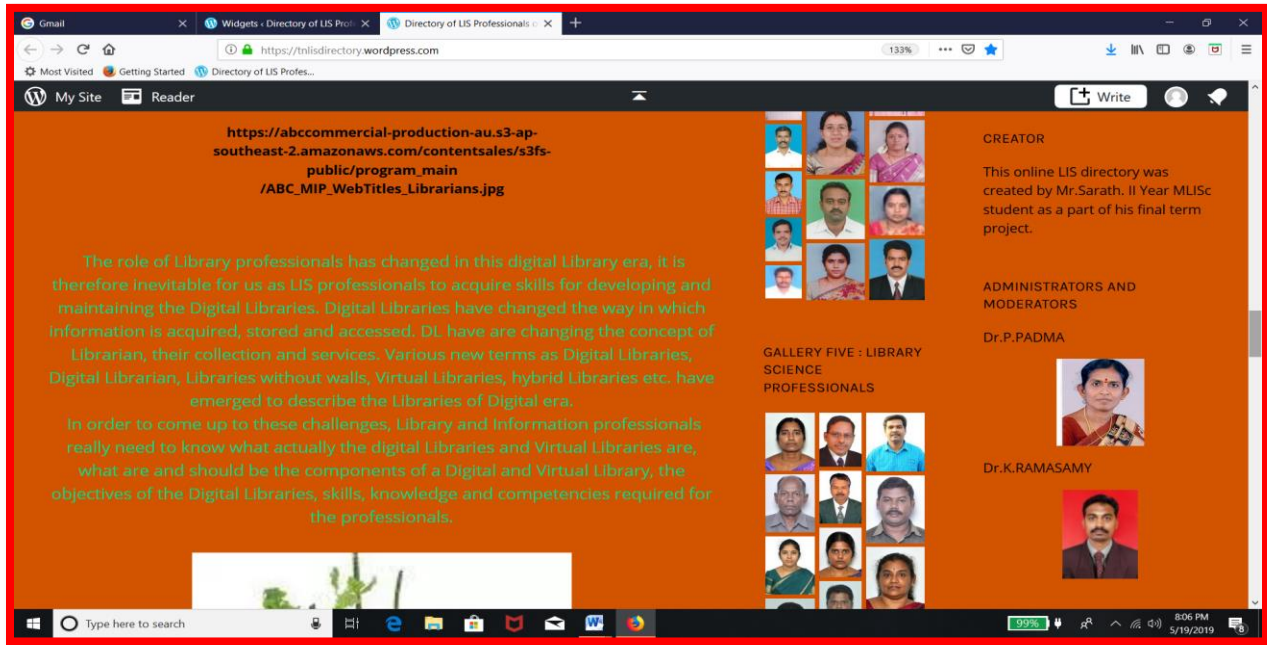 Gmail
Widgets ‹ Directory of LIS Prof
Directory of LIS Professionals o
https://tnlisdirectory.wordpress.com
133%
Most Visited
Getting Started
Directory of LIS Profes...
My Site
Reader
Write
https://abccommercial-production-au.s3-ap-
southeast-2.amazonaws.com/contentsales/s3fs-
public/program_main
/ABC_MIP_WebTitles_Librarians.jpg
The role of Library professionals has changed in this digital Library era, it is
therefore inevitable for us as LIS professionals to acquire skills for developing and
maintaining the Digital Libraries. Digital Libraries have changed the way in which
information is acquired, stored and accessed. DL have are changing the concept of
Librarian, their collection and services. Various new terms as Digital Libraries,
Digital Librarian, Libraries without walls, Virtual Libraries, hybrid Libraries etc. have
emerged to describe the Libraries of Digital era.
In order to come up to these challenges, Library and Information professionals
really need to know what actually the digital Libraries and Virtual Libraries are,
what are and should be the components of a Digital and Virtual Library, the
objectives of the Digital Libraries, skills, knowledge and competencies required for
the professionals.
GALLERY FIVE : LIBRARY
SCIENCE
PROFESSIONALS
CREATOR
This online LIS directory was
created by Mr.Sarath. II Year MLISc
student as a part of his final term
project.
ADMINISTRATORS AND
MODERATORS
Dr.P.PADMA
Dr.K.RAMASAMY
Type here to search
99%
8:06 PM
5/19/2019
8